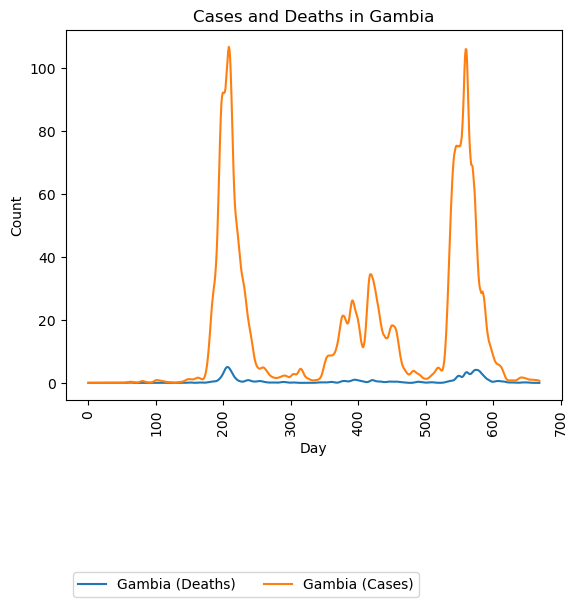 Cases and Deaths in Gambia
Count
100
80
60
40
20
0
0 100 200 300 400 500 600 700
Day
Gambia (Deaths) Gambia (Cases)